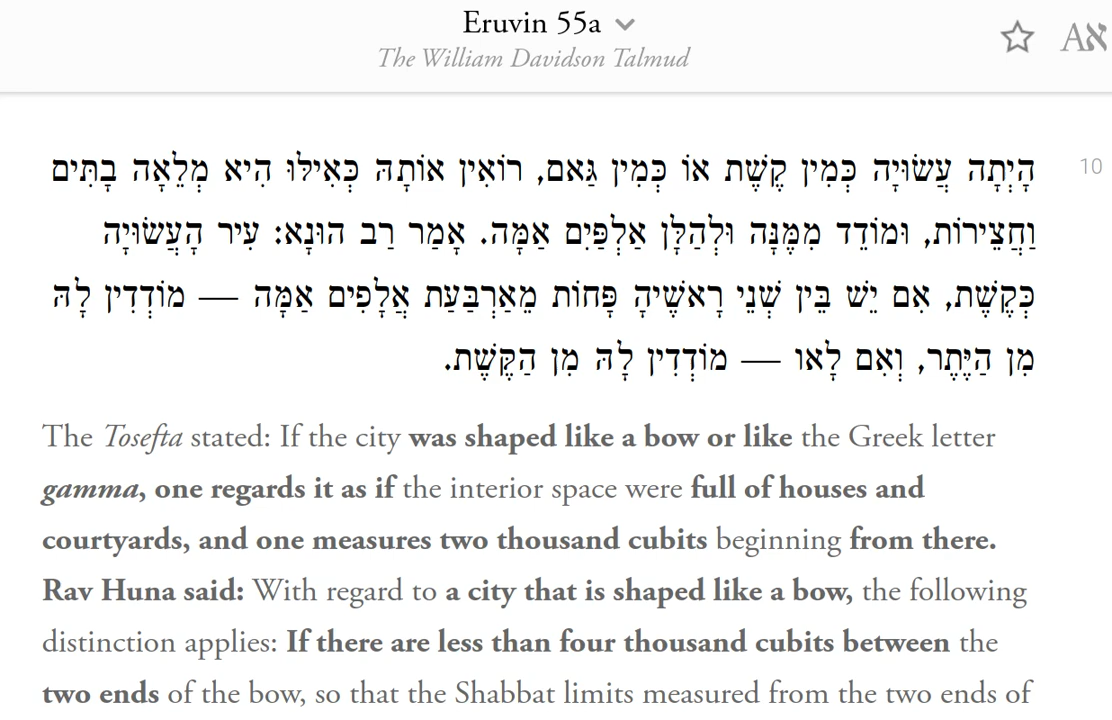 Eruvin 55a
The William Davidson Talmud
Aא
10
הָיְתָה עֲשׂוּיָה כְּמִין קֶשֶׁת אוֹ כְּמִין גַּאם, רוֹאִין אוֹתָהּ כְּאִילּוּ הִיא מְלֵאָה בָתִּים
וַחֲצֵירוֹת, וּמוֹדֵד מִמֶּנָּה וּלְהַלָּן אַלְפַּיִם אַמָּה. אָמַר רַב הוּנָא: עִיר הָעֲשׂוּיָה
כְּקֶשֶׁת, אִם יֵשׁ בֵּין שְׁנֵי רָאשֶׁיהָ פָּחוֹת מֵאַרְבַּעַת אֲלָפִים אַמָּה — מוֹדְדִין לָהּ
מִן הַיֶּתֶר, וְאִם לָאו — מוֹדְדִין לָהּ מִן הַקֶּשֶׁת.
The Tosefta stated: If the city was shaped like a bow or like the Greek letter
gamma, one regards it as if the interior space were full of houses and
courtyards, and one measures two thousand cubits beginning from there.
Rav Huna said: With regard to a city that is shaped like a bow, the following
distinction applies: If there are less than four thousand cubits between the
two ends of the bow, so that the Shabbat limits measured from the two ends of